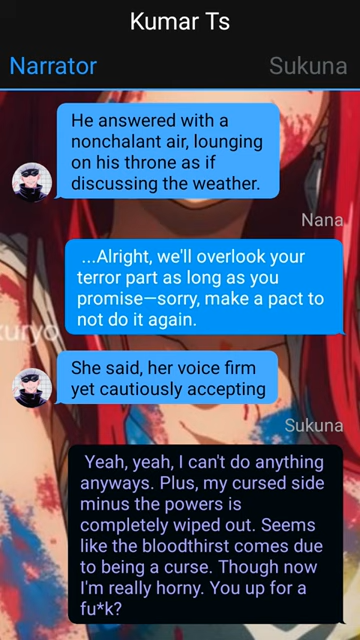 Kumar Ts
Narrator
Sukuna
He answered with a
nonchalant air, lounging
on his throne as if
discussing the weather.
Nana
...Alright, we'll overlook your
terror part as long as you
promise—sorry, make a pact to
not do it again.
kuryo
She said, her voice firm
yet cautiously accepting
Sukuna
Yeah, yeah, I can't do anything
anyways. Plus, my cursed side
minus the powers is
completely wiped out. Seems
like the bloodthirst comes due
to being a curse. Though now
I'm really horny. You up for a
fu*k?